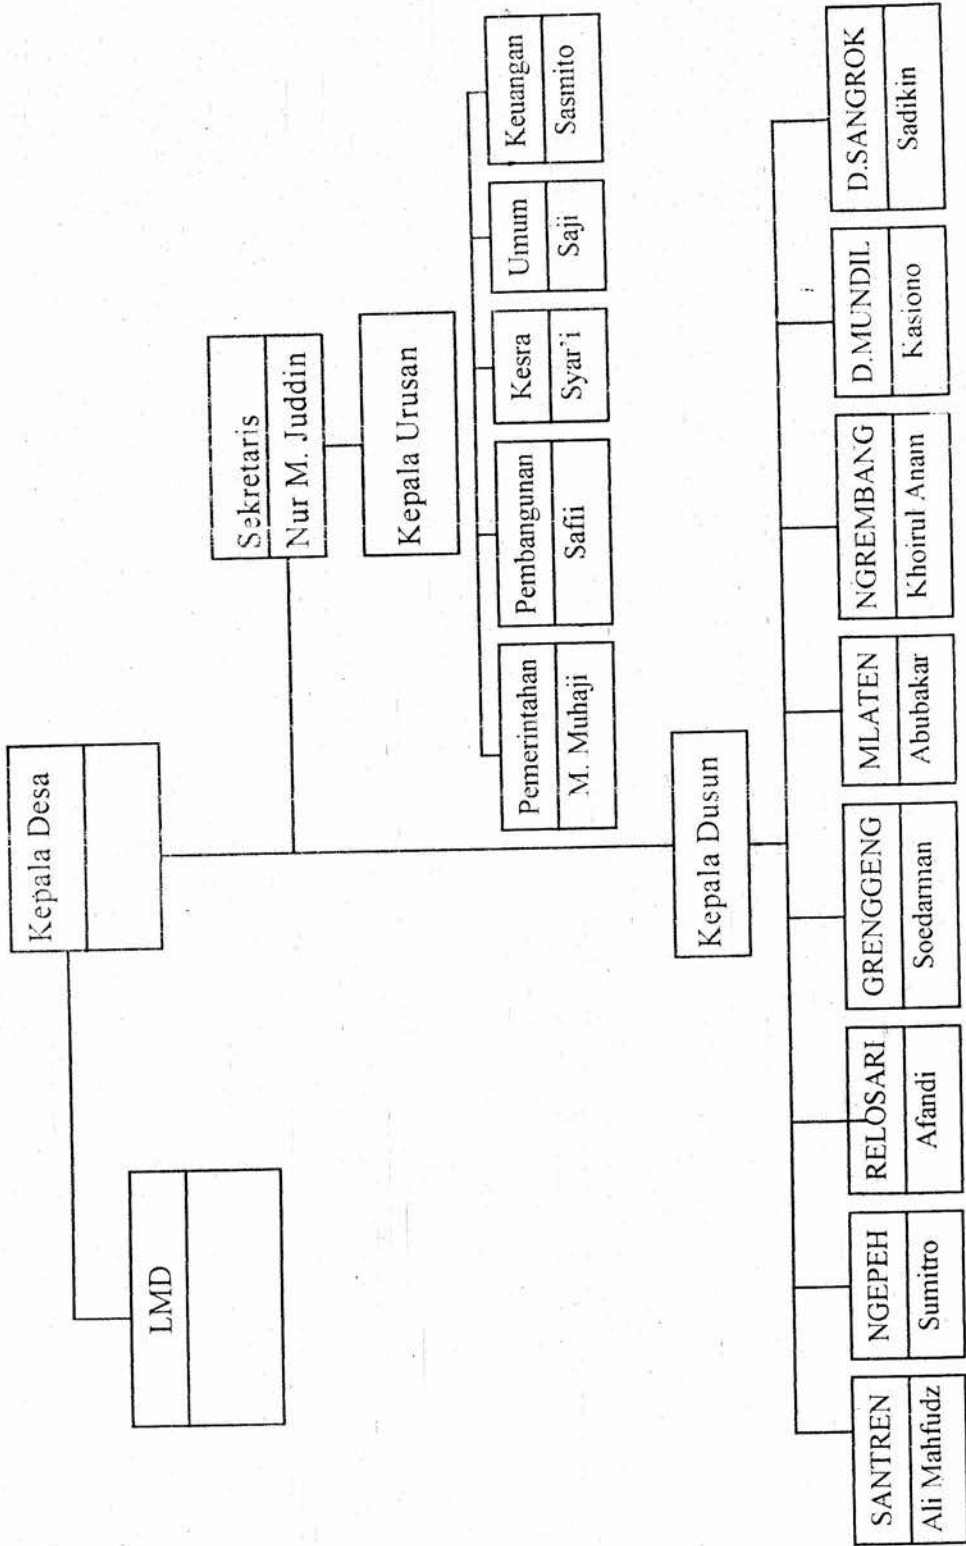 Kepala Desa
LMD
Sekretaris
Nur M. Juddin
Kepala Urusan
Pemerintahan
M. Muhaji
Pembangunan
Safii
Kesra
Syar'i
Umum
Saji
Keuangan
Sasmito
Kepala Dusun
SANTREN
Ali Mahfudz
NGEPEH
Sumitro
RELOSARI
Afandi
GRENGGENG
Soedarman
MLATEN
Abubakar
NGREMBANG
Khoirul Anam
D.MUNDIL
Kasiono
D.SANGROK
Sadikin